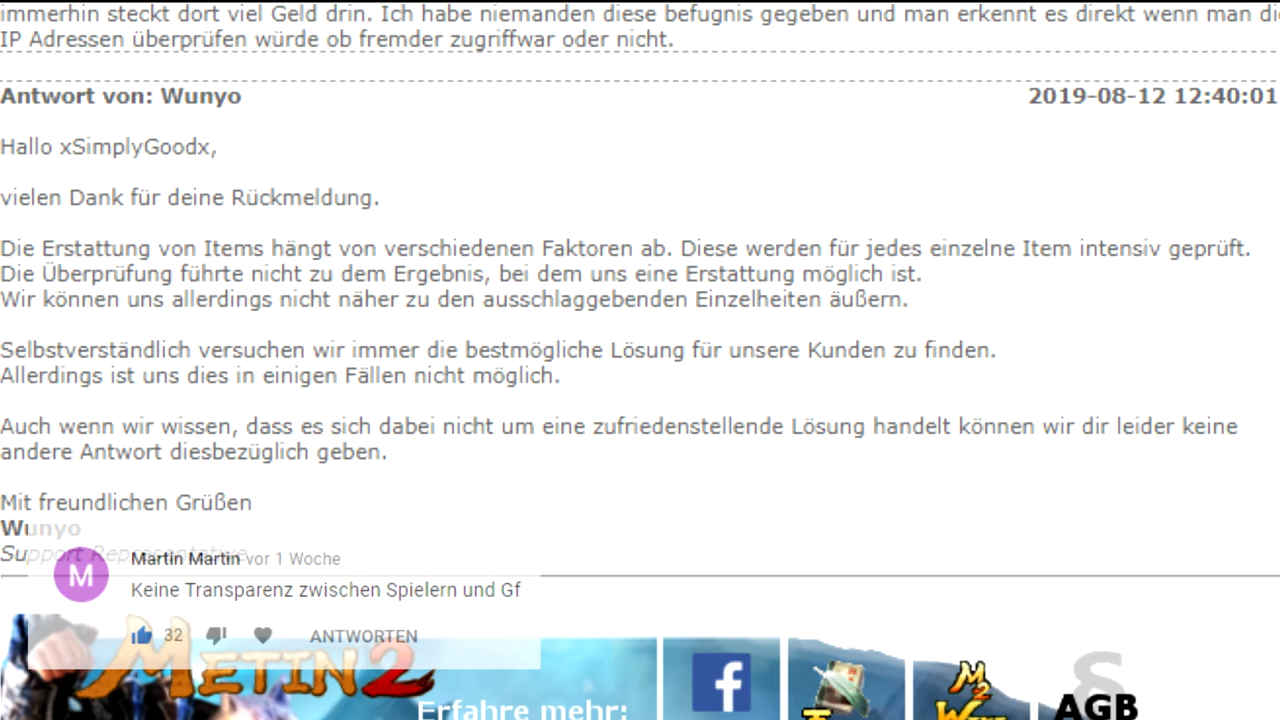 immerhin steckt dort viel Geld drin. Ich habe niemanden diese befugnis gegeben und man erkennt es direkt wenn man die
IP Adressen überprüfen würde ob fremder zugriffwar oder nicht.
Antwort von: Wunyo 2019-08-12 12:40:01
Hallo xSimplyGoodx,
vielen Dank für deine Rückmeldung.
Die Erstattung von Items hängt von verschiedenen Faktoren ab. Diese werden für jedes einzelne Item intensiv geprüft.
Die Überprüfung führte nicht zu dem Ergebnis, bei dem uns eine Erstattung möglich ist.
Wir können uns allerdings nicht näher zu den ausschlaggebenden Einzelheiten äußern.
Selbstverständlich versuchen wir immer die bestmögliche Lösung für unsere Kunden zu finden.
Allerdings ist uns dies in einigen Fällen nicht möglich.
Auch wenn wir wissen, dass es sich dabei nicht um eine zufriedenstellende Lösung handelt können wir dir leider keine
andere Antwort diesbezüglich geben.
Mit freundlichen Grüßen
Wunyo
Support Representative
Martin Martin vor 1 Woche
M
Keine Transparenz zwischen Spielern und Gf
32 ANTWORTEN
METIN2
Erfahre mehr:
f
M2
§
AGB